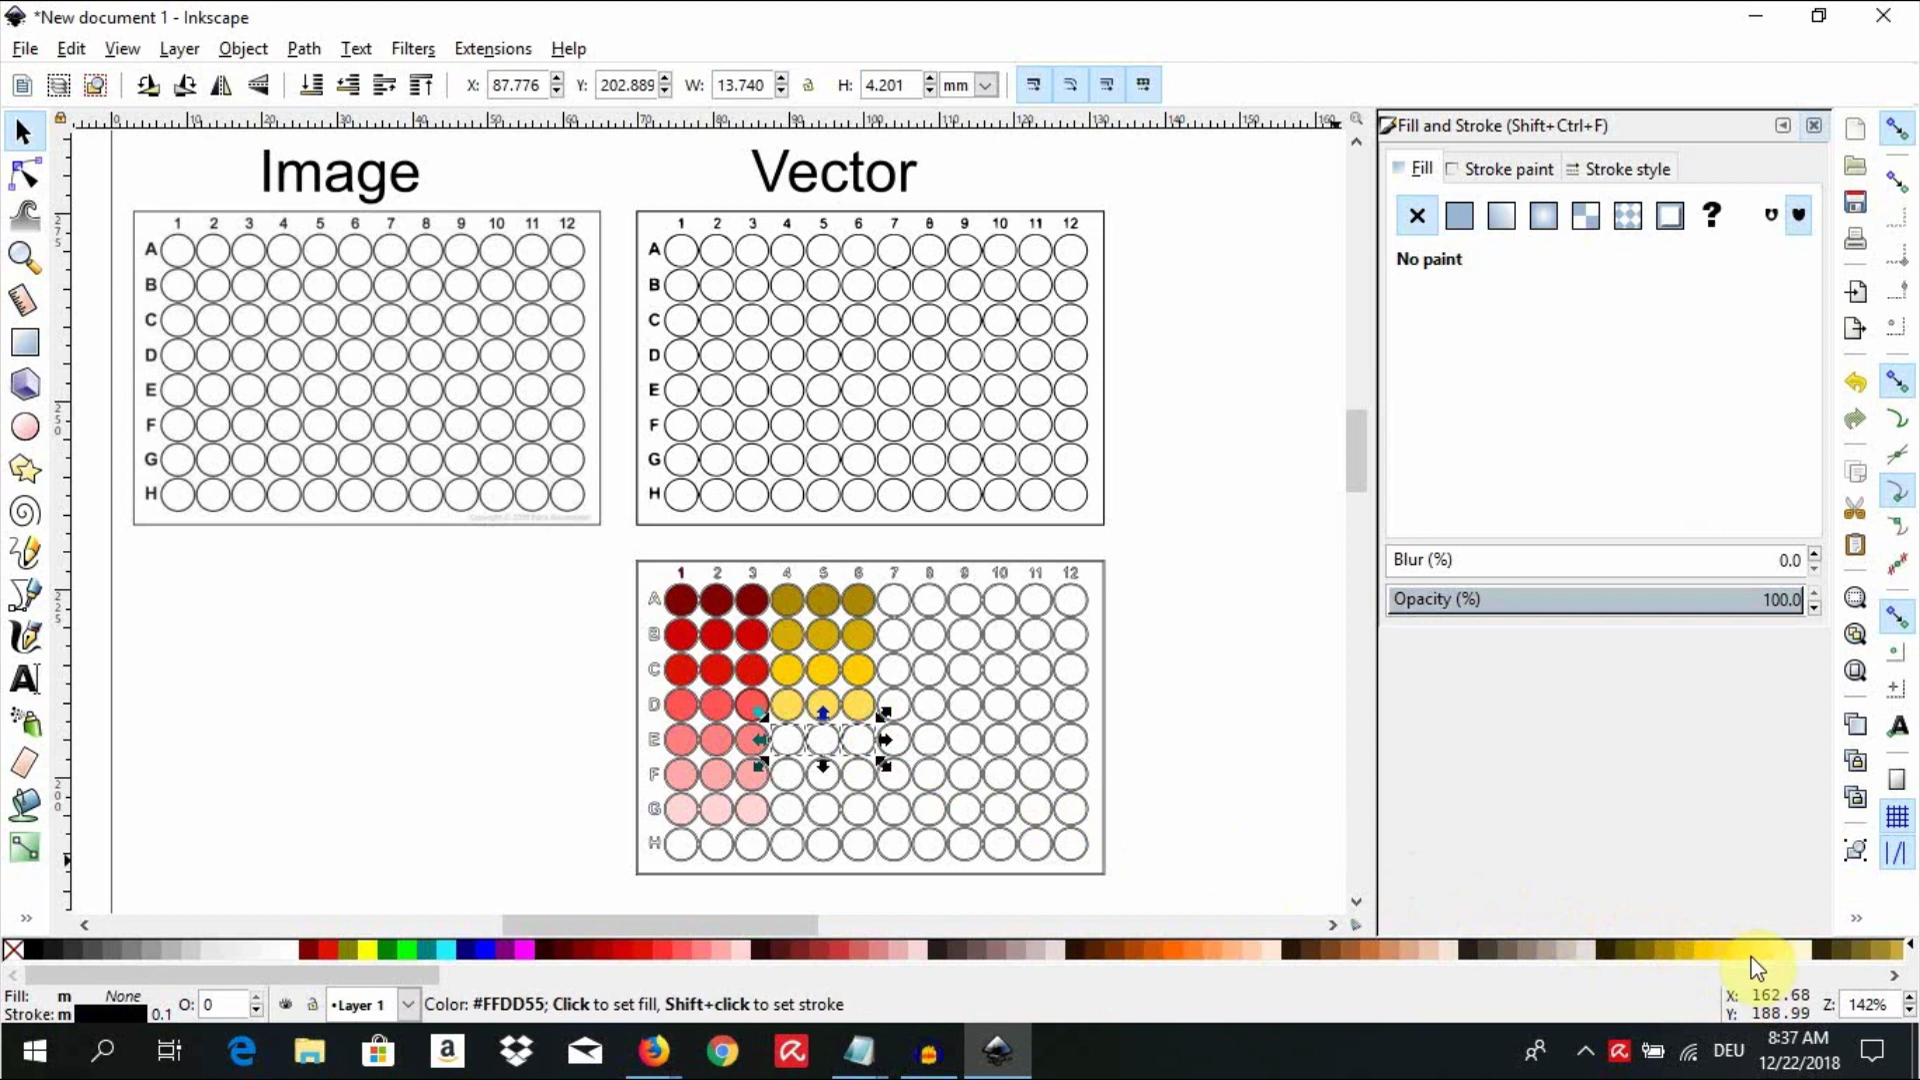 *New document 1 - Inkscape
File Edit View Layer Object Path Text Filters Extensions Help
X: 87.776 Y: 202.889 W: 13.740 H: 4.201 mm
Fill and Stroke (Shift+Ctrl+F)
Fill Stroke paint Stroke style
No paint
Blur (%) 0.0
Opacity (%) 100.0
Image
1 2 3 4 5 6 7 8 9 10 11 12
A
B
C
D
E
F
G
H
Vector
1 2 3 4 5 6 7 8 9 10 11 12
A
B
C
D
E
F
G
H
1 2 3 4 5 6 7 8 9 10 11 12
A
B
C
D
E
F
G
H
Fill: m None
Stroke: m 0.1
O: 0
•Layer 1
Color: #FFDD55; Click to set fill, Shift+click to set stroke
X: 162.68
Y: 188.99
Z: 142%
DEU
8:37 AM
12/22/2018